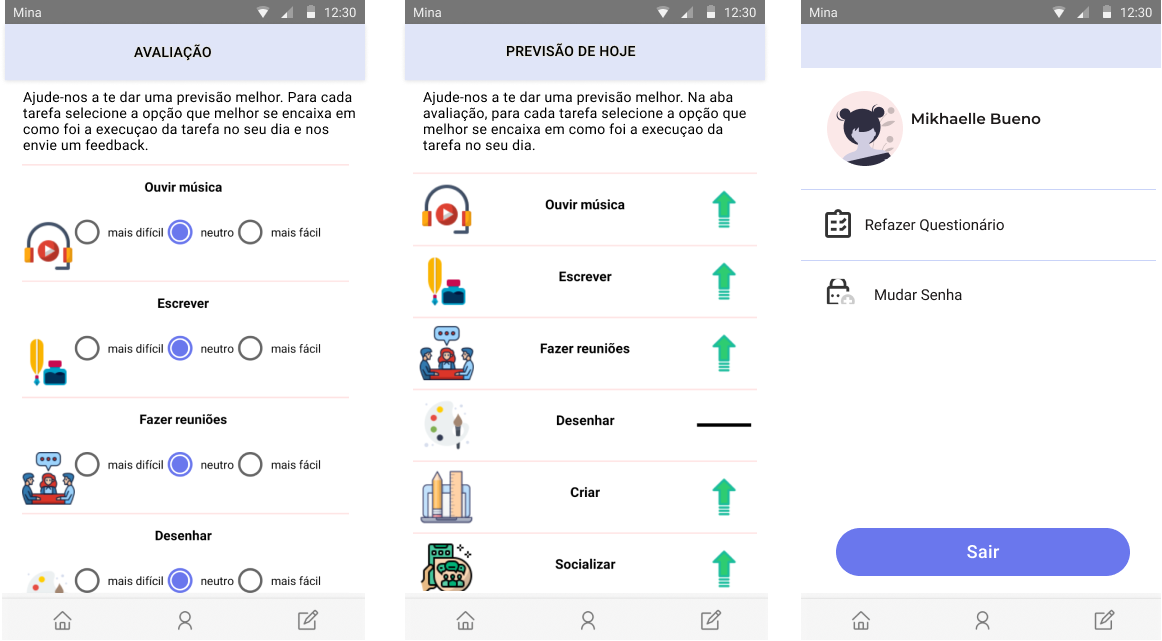 Mina
12:30
AVALIAÇÃO
Ajude-nos a te dar uma previsão melhor. Para cada
tarefa selecione a opção que melhor se encaixa em
como foi a execuçao da tarefa no seu dia e nos
envie um feedback.
Ouvir música
mais difícil neutro mais fácil
Escrever
mais difícil neutro mais fácil
Fazer reuniões
mais difícil neutro mais fácil
Desenhar
mais difícil neutro mais fácil
Mina
12:30
PREVISÃO DE HOJE
Ajude-nos a te dar uma previsão melhor. Na aba
avaliação, para cada tarefa selecione a opção que
melhor se encaixa em como foi a execuçao da
tarefa no seu dia.
Ouvir música
Escrever
Fazer reuniões
Desenhar
Criar
Socializar
Mina
12:30
Mikhaelle Bueno
Refazer Questionário
Mudar Senha
Sair